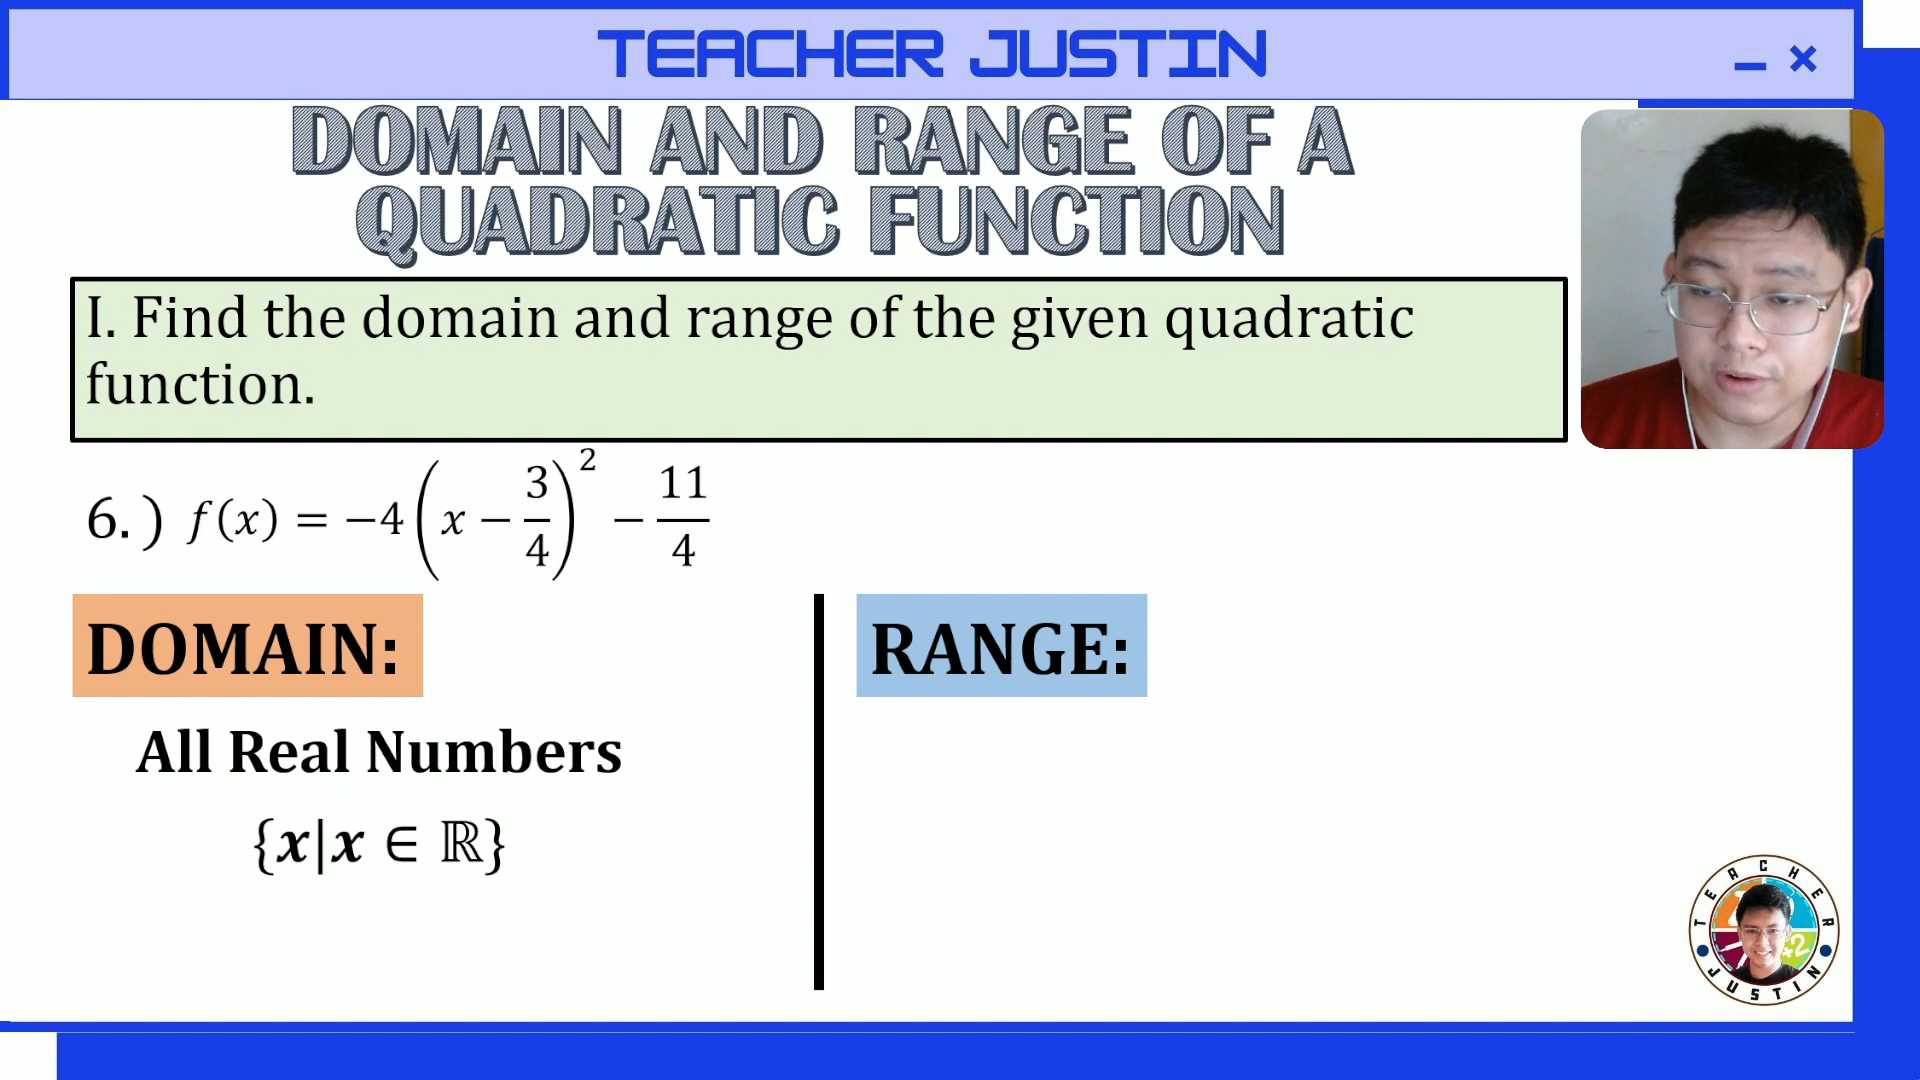 TEACHER JUSTIN
DOMAIN AND RANGE OF A
QUADRATIC FUNCTION
I. Find the domain and range of the given quadratic
function.
6. ) f(x) = −4(x − 3/4)² − 11/4
DOMAIN:
RANGE:
All Real Numbers
{x|x ∈ ℝ}
TEACHER
JUSTIN